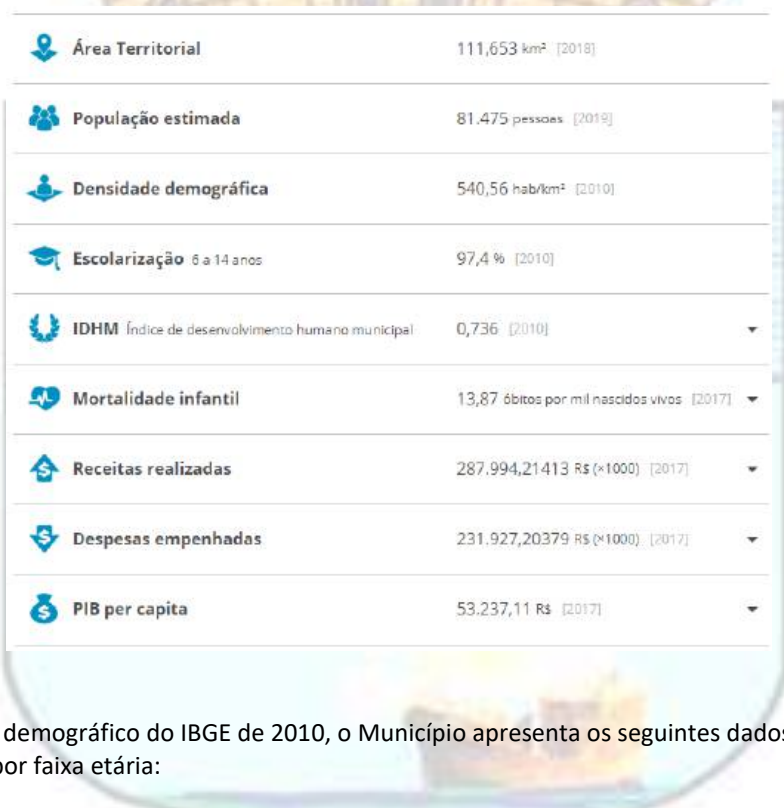 Área Territorial 111,653 km² [2018]
População estimada 81.475 pessoas [2019]
Densidade demográfica 540,56 hab/km² [2010]
Escolarização 6 a 14 anos 97,4 % [2010]
IDHM Índice de desenvolvimento humano municipal 0,736 [2010]
Mortalidade infantil 13,87 óbitos por mil nascidos vivos [2017]
Receitas realizadas 287.994,21413 R$ (×1000) [2017]
Despesas empenhadas 231.927,20379 R$ (×1000) [2017]
PIB per capita 53.237,11 R$ [2017]
demográfico do IBGE de 2010, o Município apresenta os seguintes dados
por faixa etária: